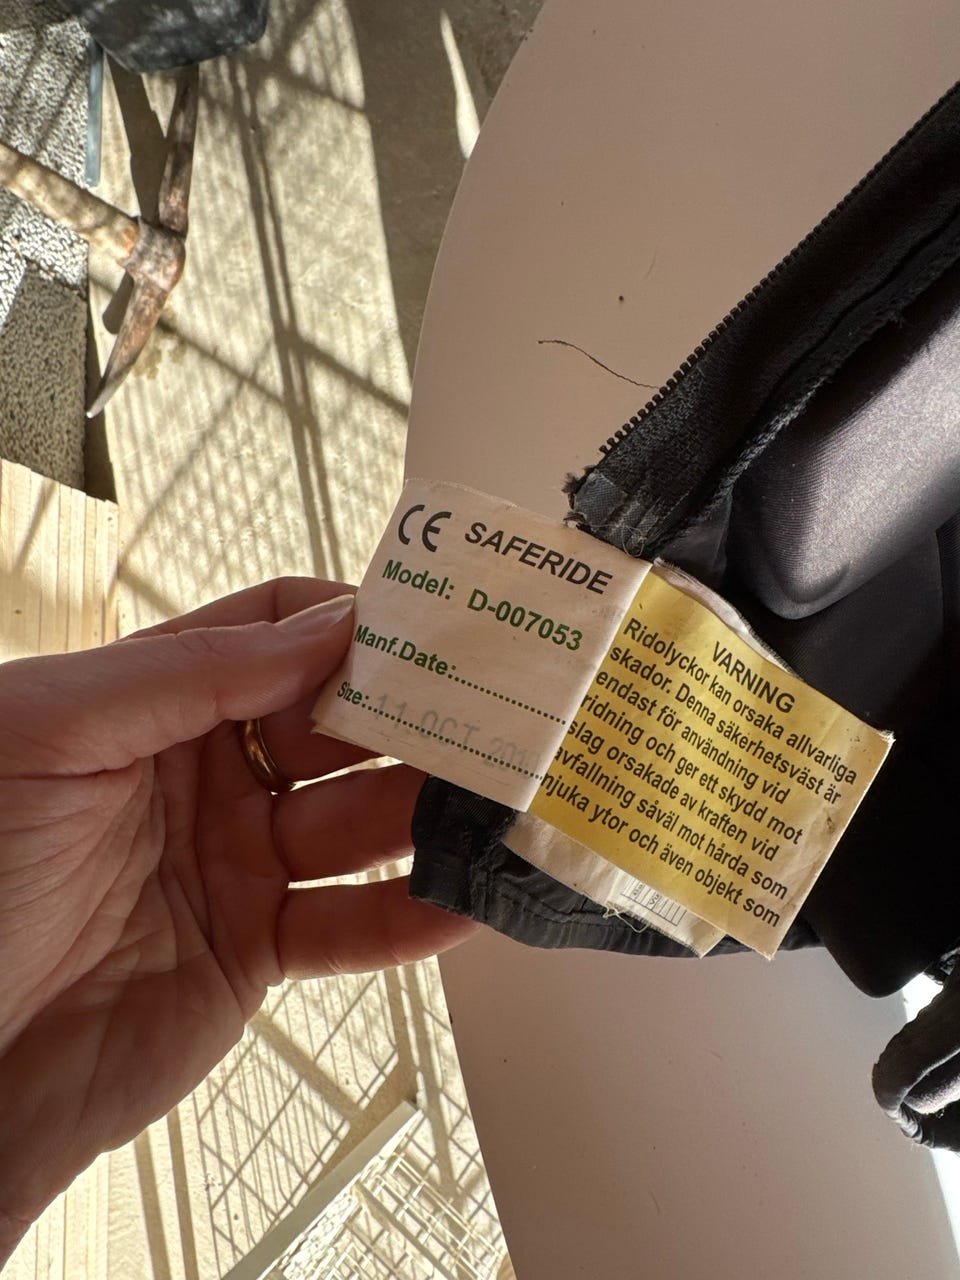 CE SAFERIDE
Model: D-007053
Manf.Date:
Size:
11 OCT
VARNING
Ridolyckor kan orsaka allvarliga
skador. Denna säkerhetsväst är
endast för användning vid
ridning och ger ett skydd mot
slag orsakade av kraften vid
avfallning såväl mot hårda som
mjuka ytor och även objekt som